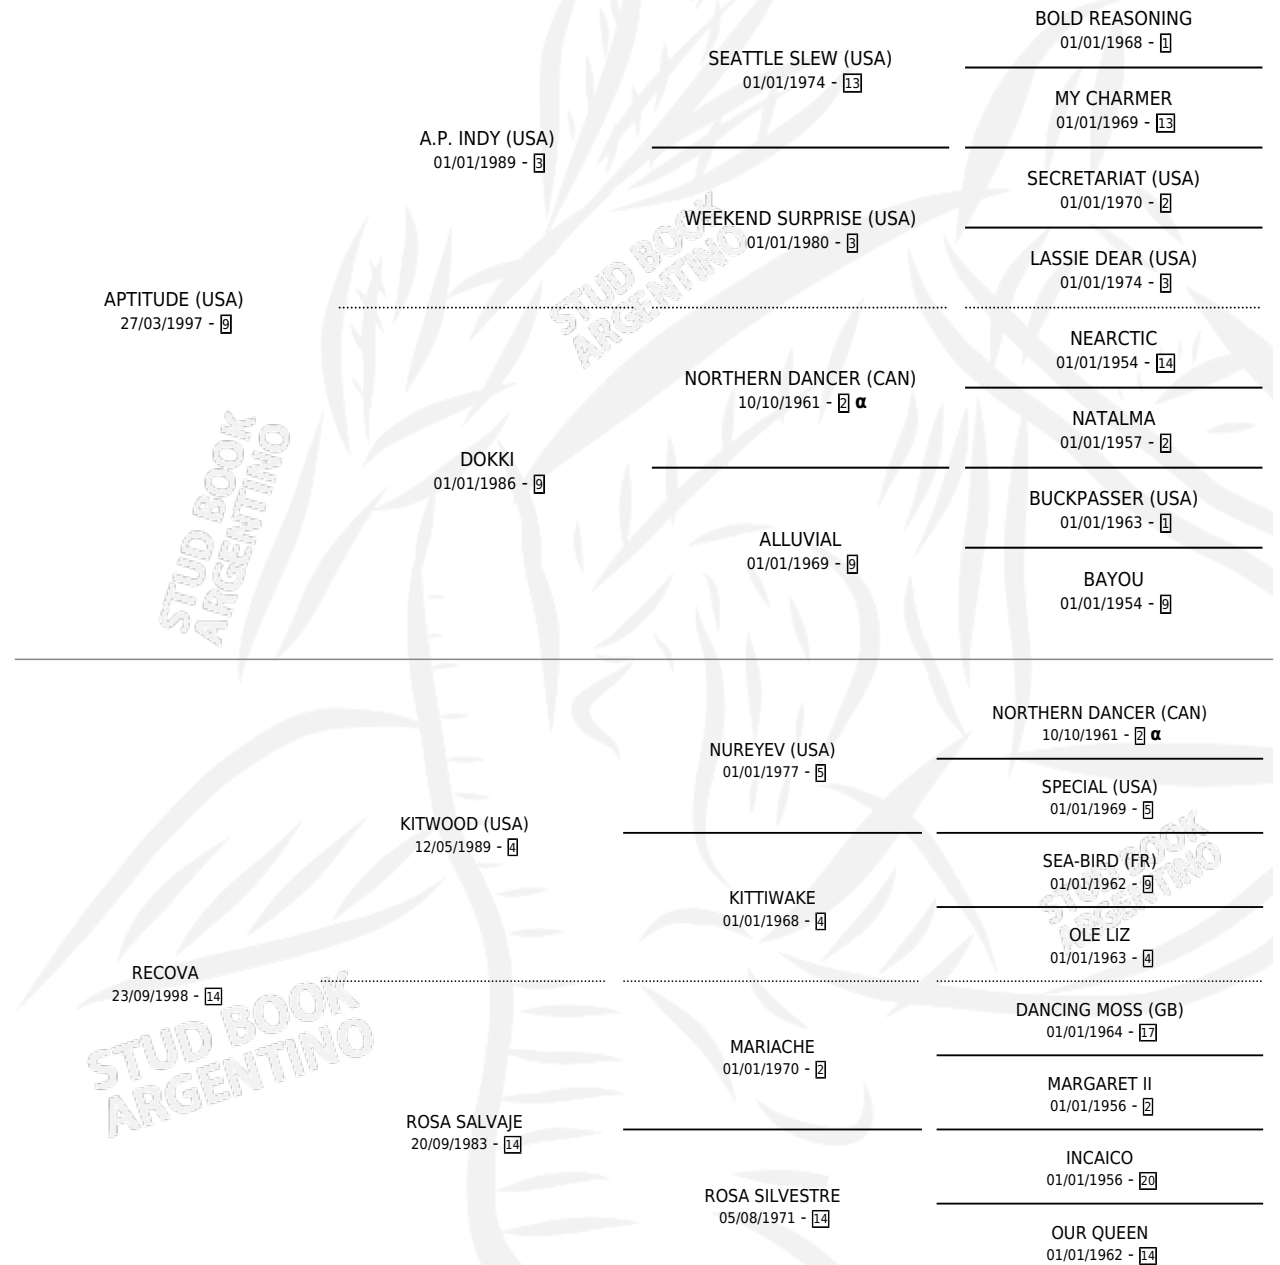 BOLD REASONING
01/01/1968 - 1
SEATTLE SLEW (USA)
01/01/1974 - 13
MY CHARMER
01/01/1969 - 13
A.P. INDY (USA)
01/01/1989 - 3
SECRETARIAT (USA)
01/01/1970 - 2
WEEKEND SURPRISE (USA)
01/01/1980 - 3
LASSIE DEAR (USA)
01/01/1974 - 3
STUD BOOK
ARGENTINO
APTITUDE (USA)
27/03/1997 - 9
NEARCTIC
01/01/1954 - 14
NORTHERN DANCER (CAN)
10/10/1961 - 2 α
NATALMA
01/01/1957 - 2
DOKKI
01/01/1986 - 9
BUCKPASSER (USA)
01/01/1963 - 1
ALLUVIAL
01/01/1969 - 9
BAYOU
01/01/1954 - 9
STUD BOOK
ARGENTINO
NORTHERN DANCER (CAN)
10/10/1961 - 2 α
NUREYEV (USA)
01/01/1977 - 5
SPECIAL (USA)
01/01/1969 - 5
KITWOOD (USA)
12/05/1989 - 4
SEA-BIRD (FR)
01/01/1962 - 9
KITTIWAKE
01/01/1968 - 4
OLE LIZ
01/01/1963 - 4
STUD BOOK
ARGENTINO
RECOVA
23/09/1998 - 14
DANCING MOSS (GB)
01/01/1964 - 17
MARIACHE
01/01/1970 - 2
MARGARET II
01/01/1956 - 2
STUD BOOK
ARGENTINO
ROSA SALVAJE
20/09/1983 - 14
INCAICO
01/01/1956 - 20
ROSA SILVESTRE
05/08/1971 - 14
OUR QUEEN
01/01/1962 - 14